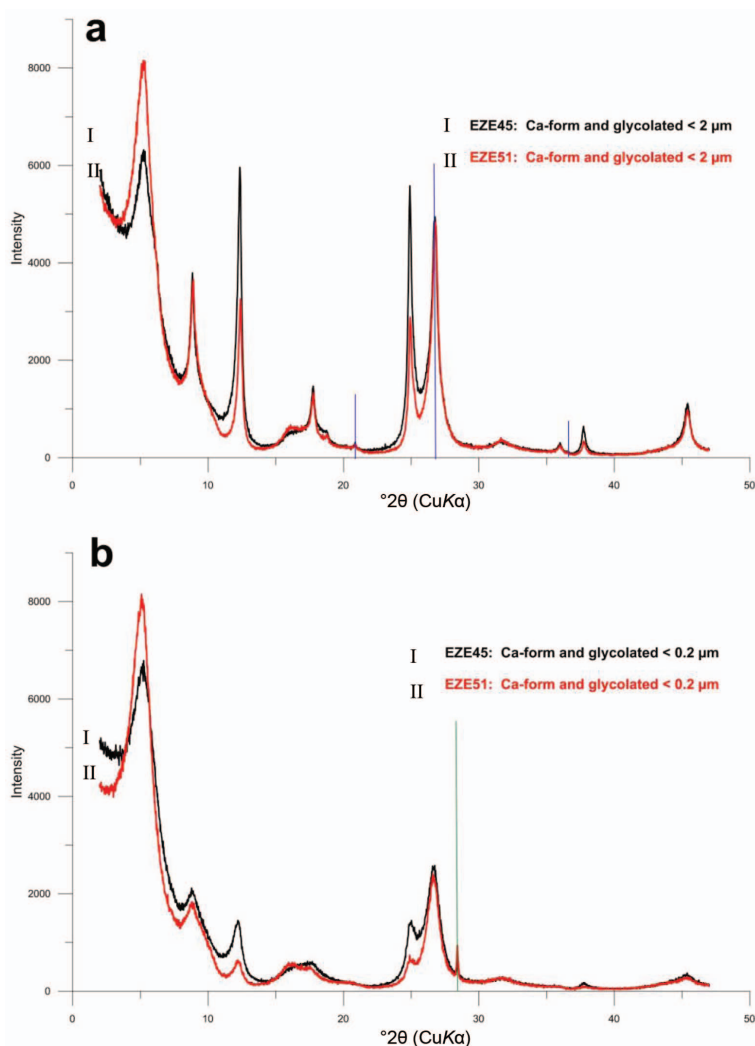 a
8000
I
I EZE45: Ca-form and glycolated < 2 µm
II EZE51: Ca-form and glycolated < 2 µm
6000
II
Intensity
4000
2000
0
0 10 20 30 40 50
°2θ (CuKα)
b
8000
I EZE45: Ca-form and glycolated < 0.2 µm
II EZE51: Ca-form and glycolated < 0.2 µm
6000
I
II
Intensity
4000
2000
0
0 10 20 30 40 50
°2θ (CuKα)